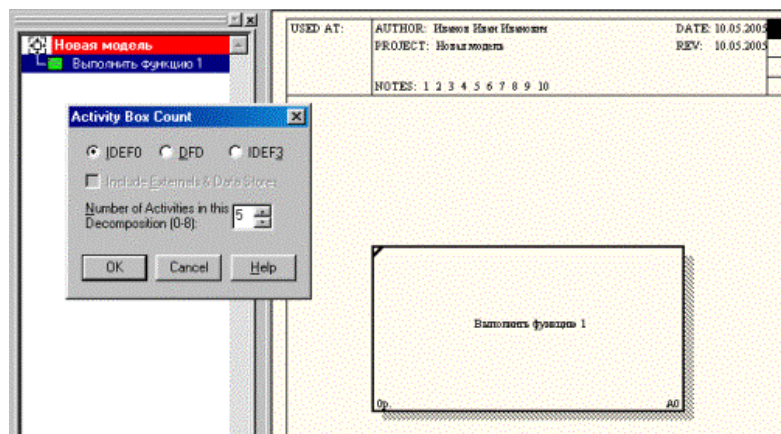 Новая модель
Выполнить функцию 1
Activity Box Count
IDEF0 DFD IDEF3
Include Externals & Data Stores
Number of Activities in this 5
Decomposition (0-8):
OK Cancel Help
USED AT: AUTHOR: Иванов Иван Иванович DATE: 10.05.2005
PROJECT: Новая модель REV: 10.05.2005
NOTES: 1 2 3 4 5 6 7 8 9 10
Выполнить функцию 1
0р. A0